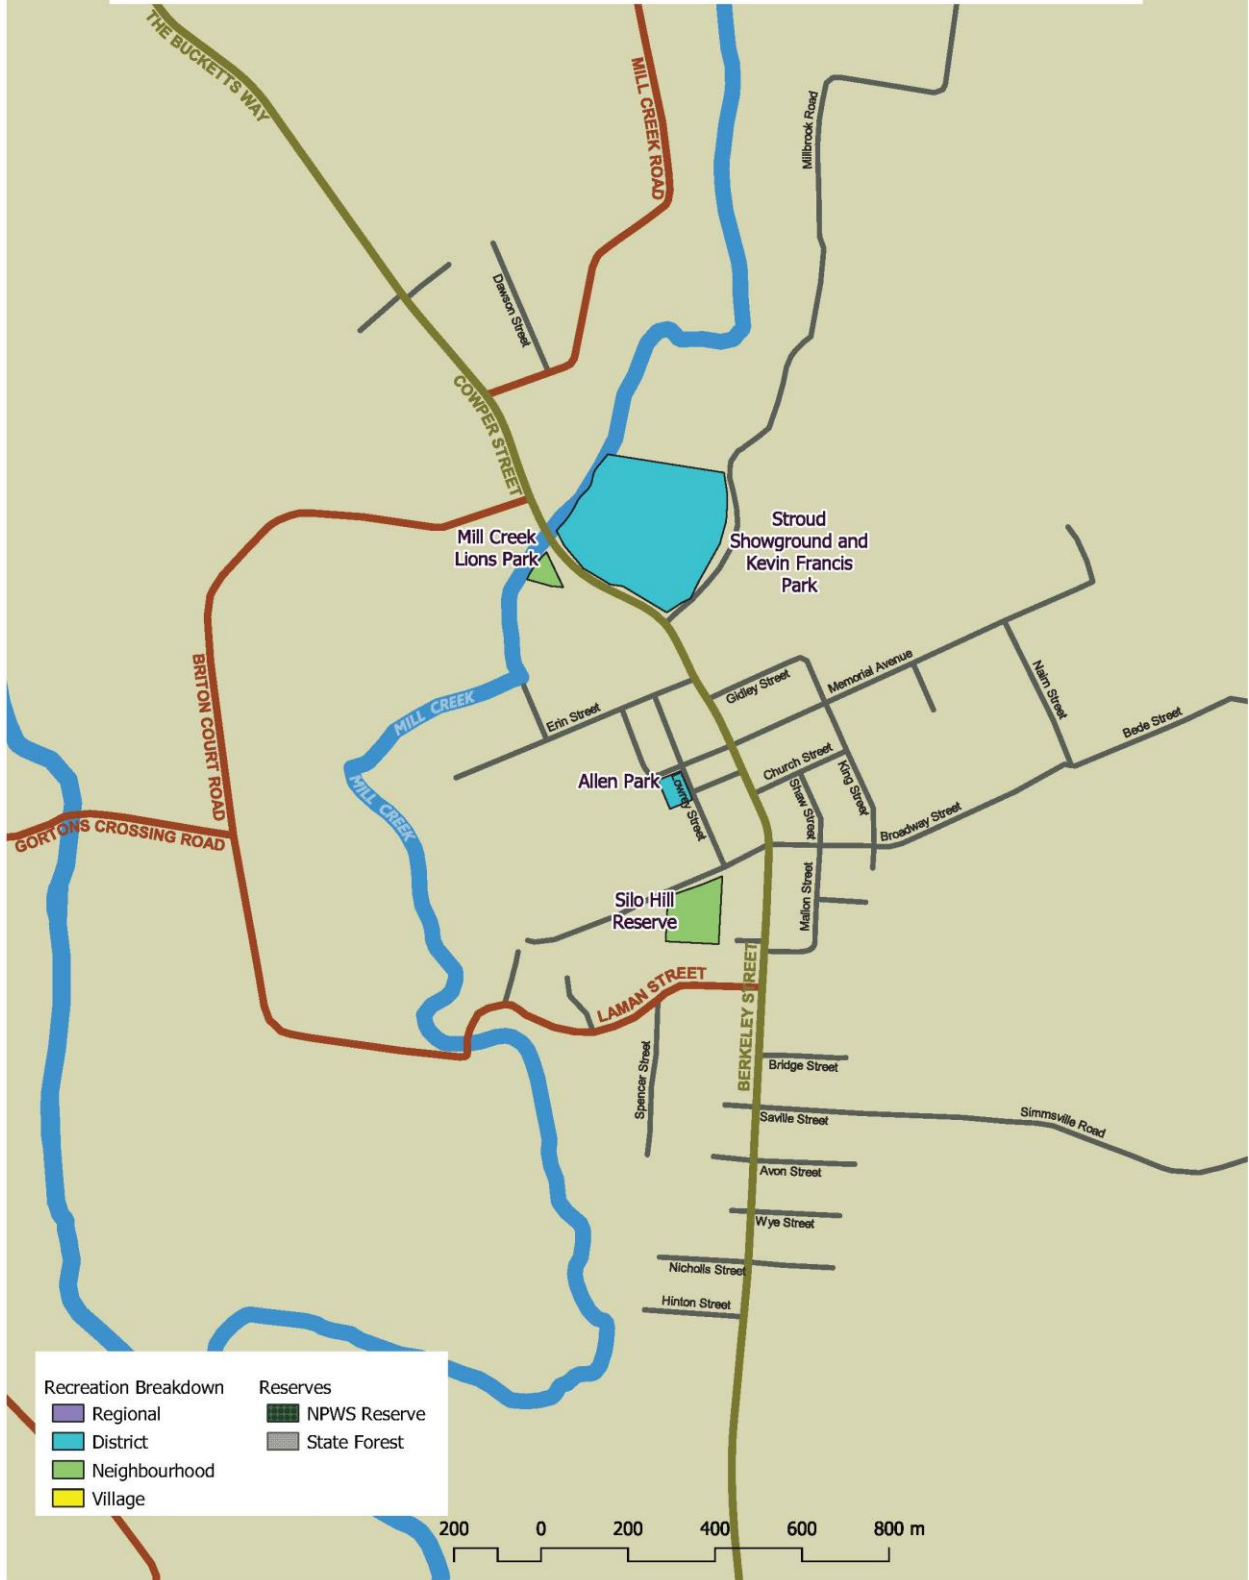 THE BUCKETTS WAY
MILL CREEK ROAD
Millbrook Road
Dawson Street
COWPER STREET
Mill Creek
Lions Park
Stroud
Showground and
Kevin Francis
Park
BRITON COURT ROAD
Gidley Street
Memorial Avenue
Nairn Street
Bede Street
Erin Street
MILL CREEK
MILL CREEK
Allen Park
Lowrey Street
Church Street
Shaw Street
King Street
Broadway Street
GORTONS CROSSING ROAD
Mallon Street
Silo Hill
Reserve
LAMAN STREET
BERKELEY STREET
Spencer Street
Bridge Street
Saville Street
Simmsville Road
Avon Street
Wye Street
Nicholls Street
Hinton Street
Recreation Breakdown
Regional
District
Neighbourhood
Village
Reserves
NPWS Reserve
State Forest
200 0 200 400 600 800 m